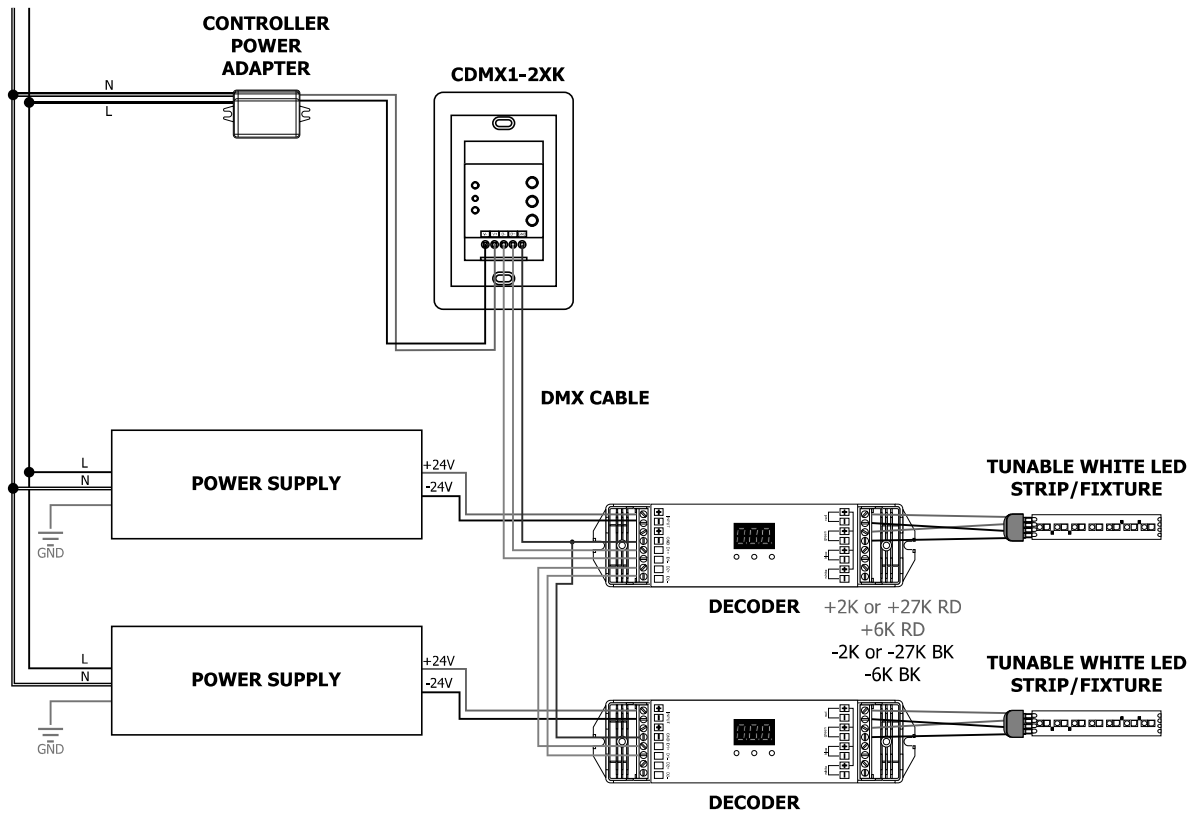 CONTROLLER
POWER
ADAPTER
CDMX1-2XK
N
L
DMX CABLE
L
N
POWER SUPPLY
+24V
-24V
GND
TUNABLE WHITE LED
STRIP/FIXTURE
DECODER
+2K or +27K RD
+6K RD
-2K or -27K BK
-6K BK
L
N
POWER SUPPLY
+24V
-24V
GND
TUNABLE WHITE LED
STRIP/FIXTURE
DECODER